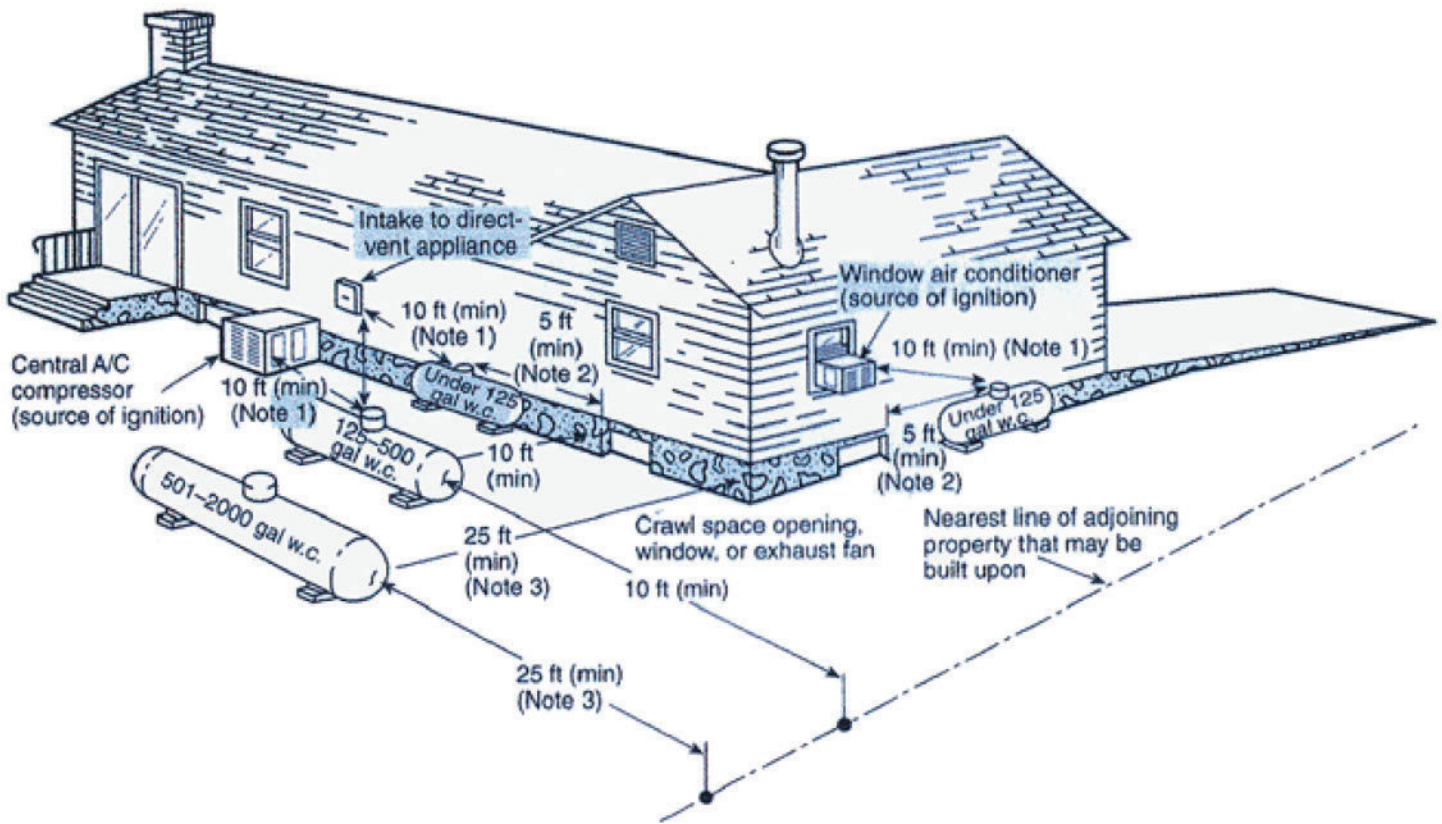 Intake to direct-
vent appliance
Window air conditioner
(source of ignition)
10 ft (min)
(Note 1)
5 ft
(min)
(Note 2)
10 ft (min) (Note 1)
Central A/C
compressor
(source of ignition)
10 ft (min)
(Note 1)
Under 125
gal w.c.
Under 125
gal w.c.
125–500
gal w.c.
10 ft
(min)
5 ft
(min)
(Note 2)
501–2000 gal w.c.
25 ft
(min)
(Note 3)
Crawl space opening,
window, or exhaust fan
Nearest line of adjoining
property that may be
built upon
10 ft (min)
25 ft (min)
(Note 3)